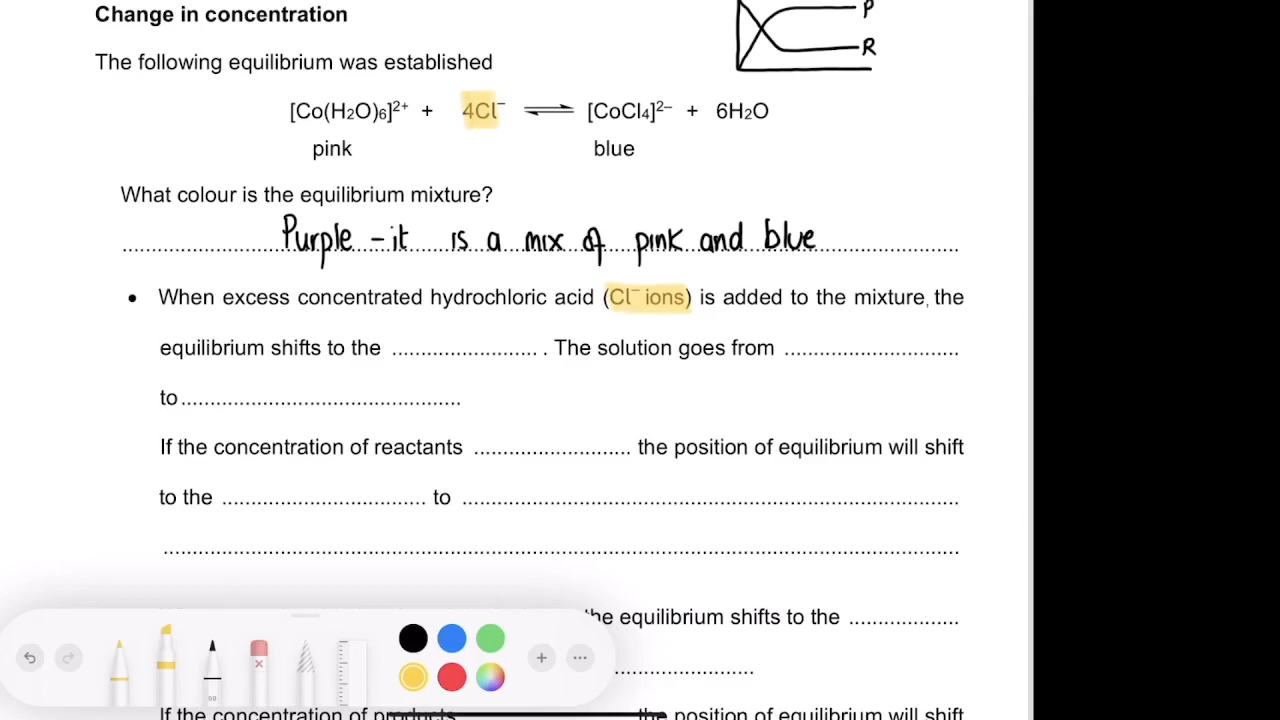 Change in concentration
P
The following equilibrium was established
R
[Co(H₂O)₆]²⁺ + 4Cl⁻ ⇌ [CoCl₄]²⁻ + 6H₂O
pink blue
What colour is the equilibrium mixture?
Purple - it is a mix of pink and blue
• When excess concentrated hydrochloric acid (Cl⁻ ions) is added to the mixture, the
equilibrium shifts to the ......................... . The solution goes from ..............................
to................................................
If the concentration of reactants ........................... the position of equilibrium will shift
to the ................................... to .....................................................................................
.........................................................................................................................................
the equilibrium shifts to the ...................
........................
If the concentration of products the position of equilibrium will shift